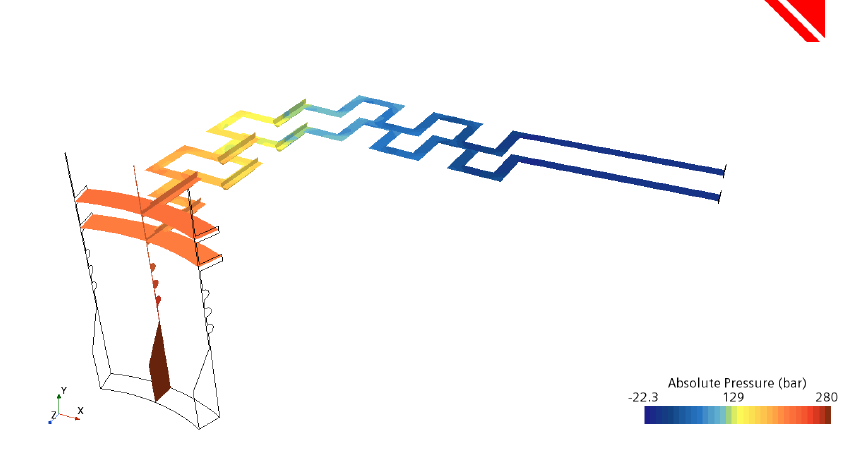 Absolute Pressure (bar)
-22.3 129 280
Y
Z X